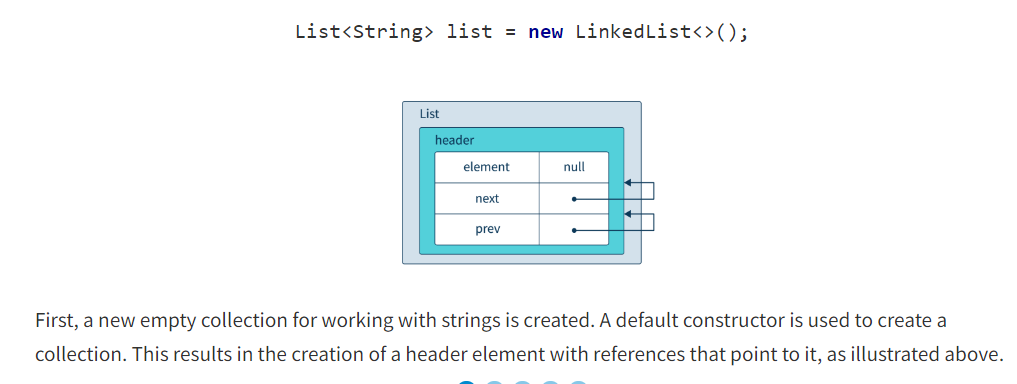 List<String> list = new LinkedList<>();
List
header
element null
next
prev
First, a new empty collection for working with strings is created. A default constructor is used to create a
collection. This results in the creation of a header element with references that point to it, as illustrated above.